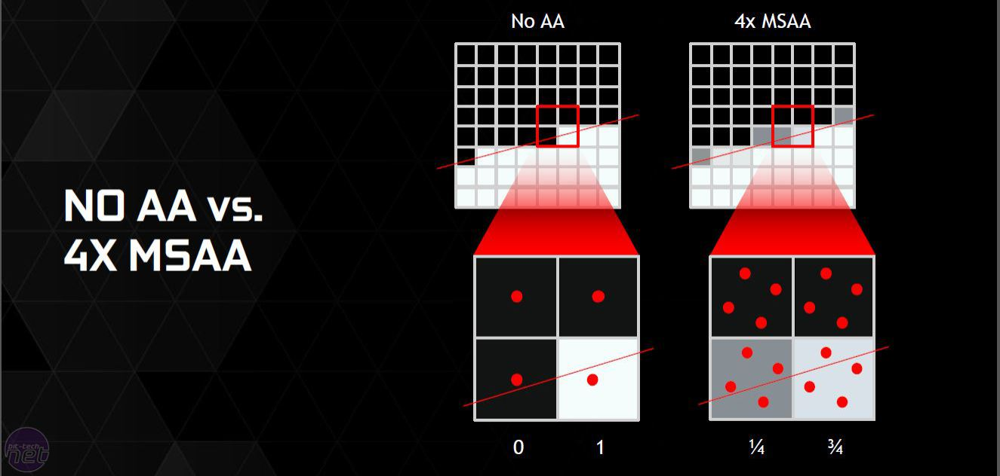 No AA
4x MSAA
NO AA vs.
4X MSAA
0
1
¼
¾
bit-tech
net